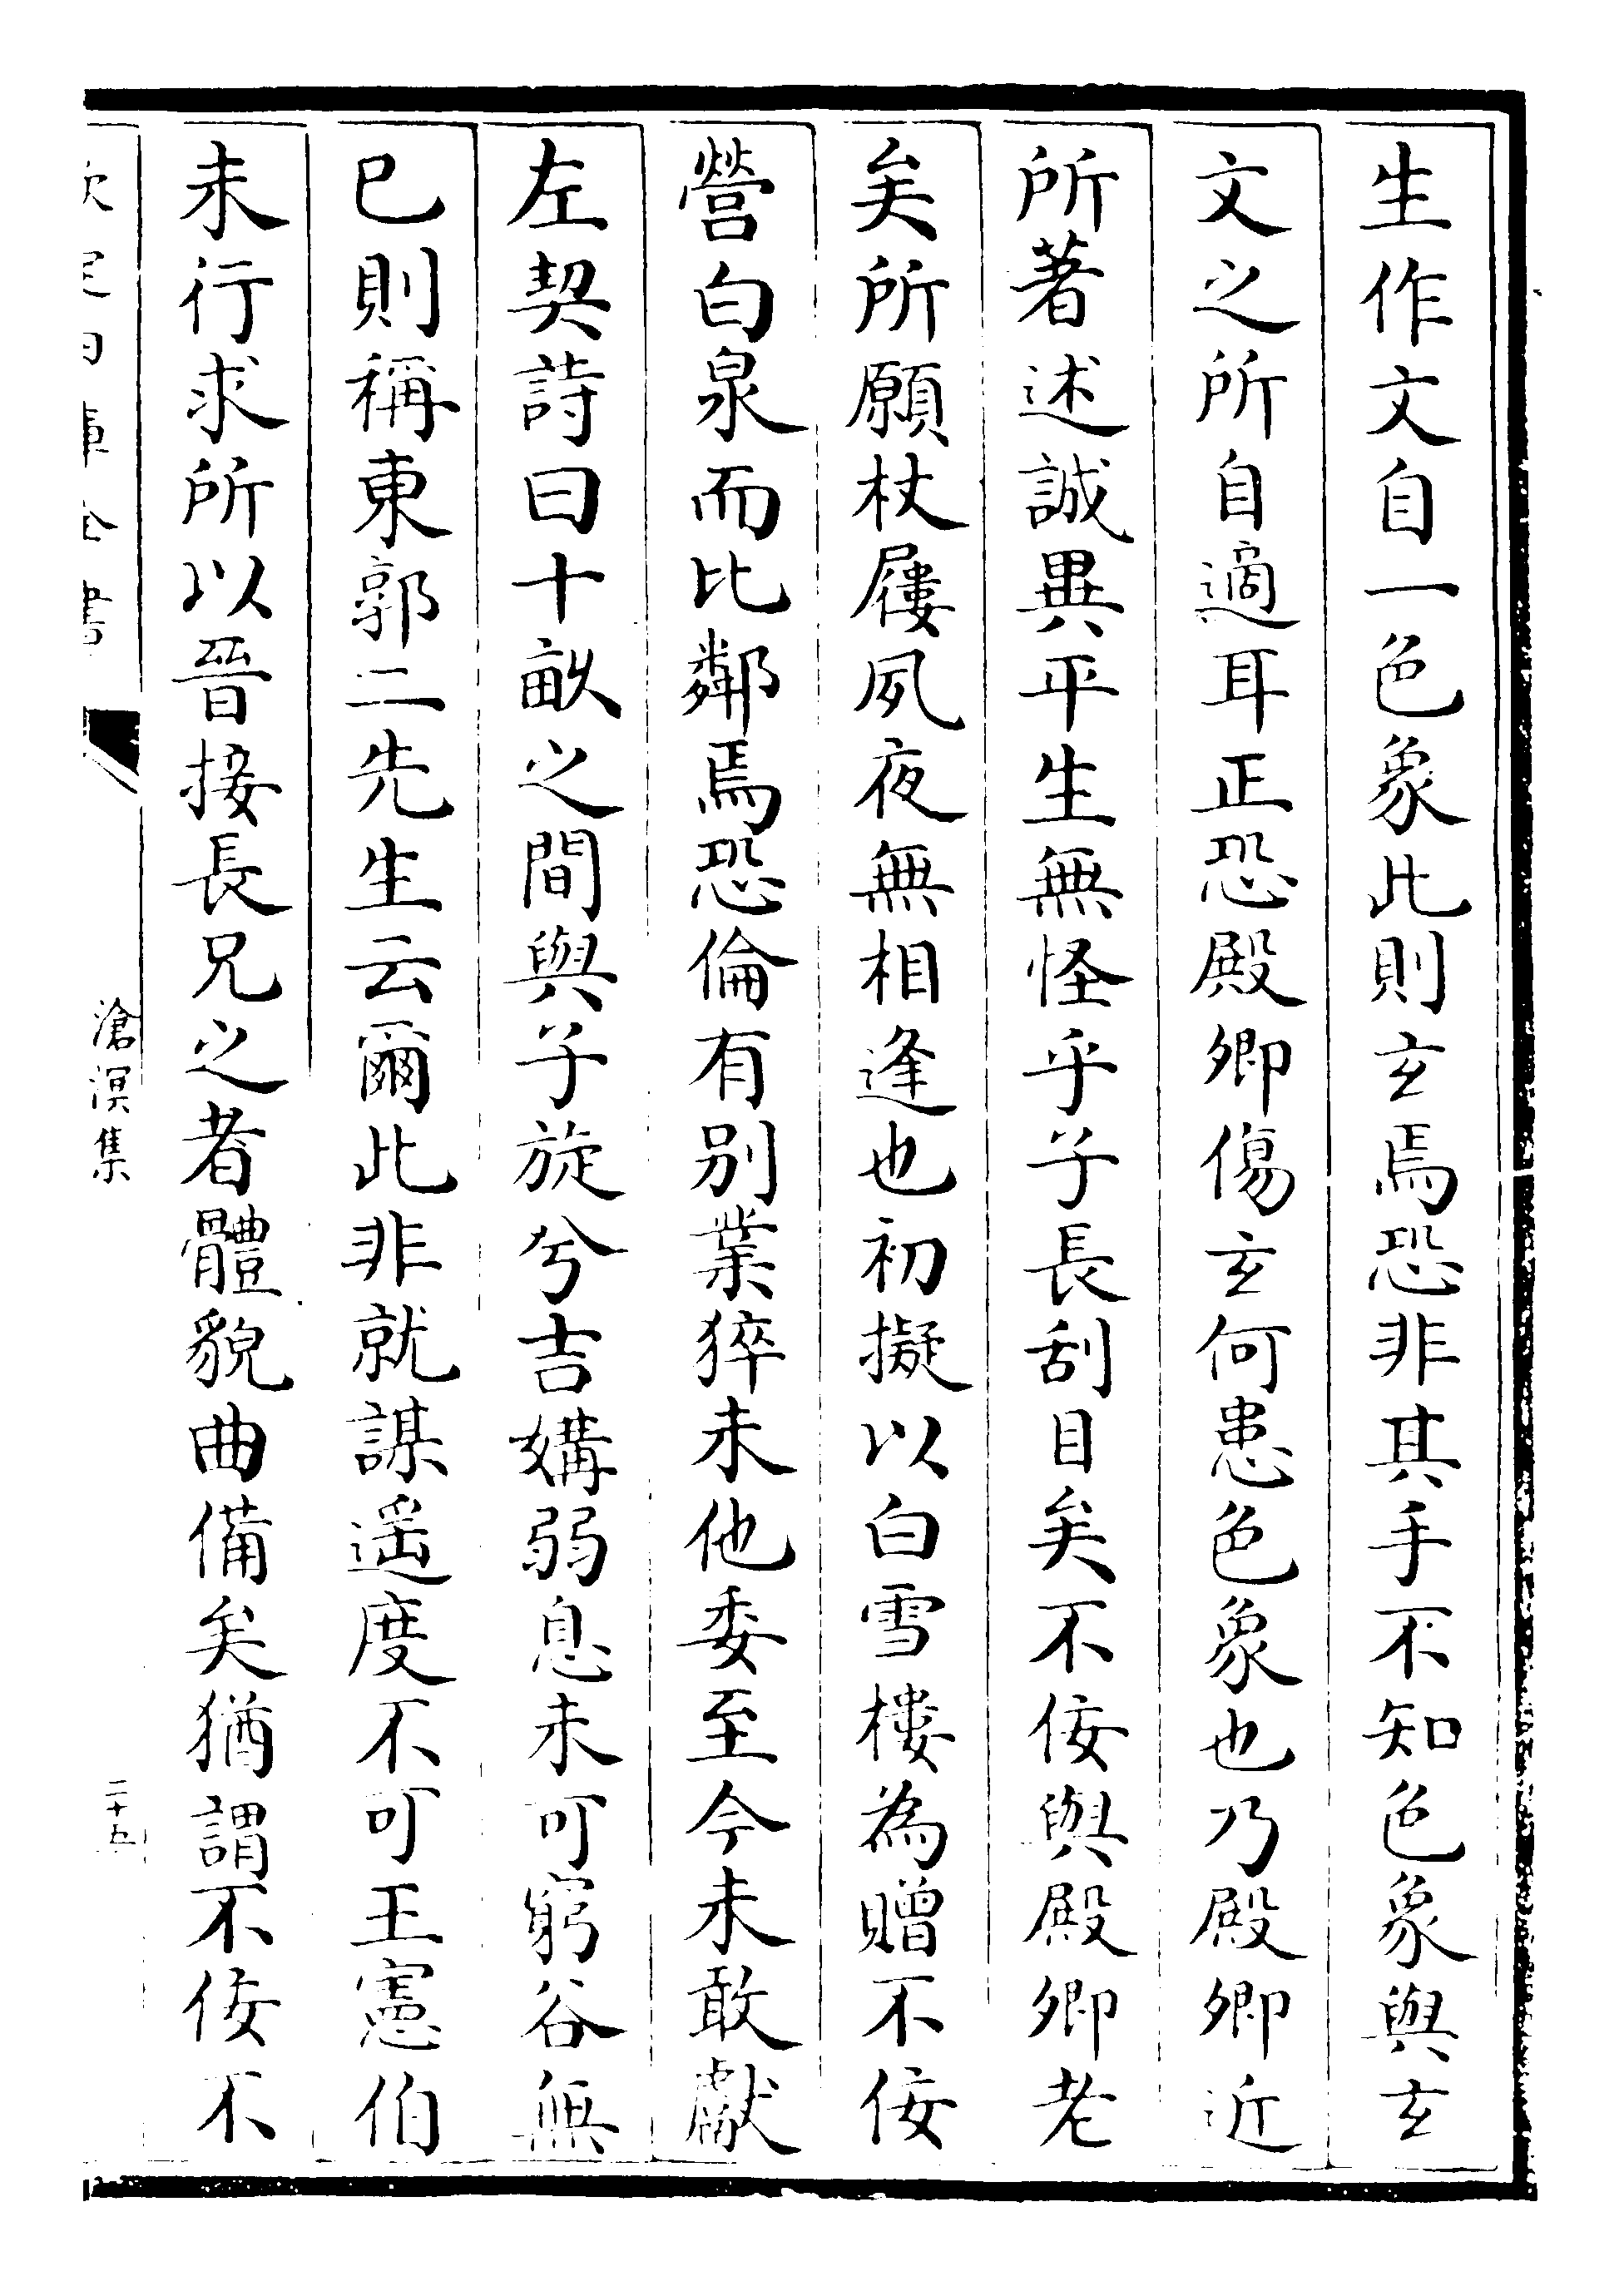 生作文自一色象此則玄焉恐非其手不知色象與玄
文之所自適耳正恐殿卿傷玄何患色象也乃殿卿近
所著述誠異平生無怪乎子長刮目矣不佞與殿卿老
矣所願杖屨夙夜無相逢也初擬以白雪樓為贈不佞
營白泉而比鄰焉恐倫有别業猝未他委至今未敢獻
左契詩曰十畝之間與子旋兮吉媾弱息未可窮谷無
已則稱東郭二先生云爾此非就謀遥度不可王憲伯
未行求所以晉接長兄之者體貌曲備矣猶謂不佞不
欽定四庫全書
滄溟集
二十五